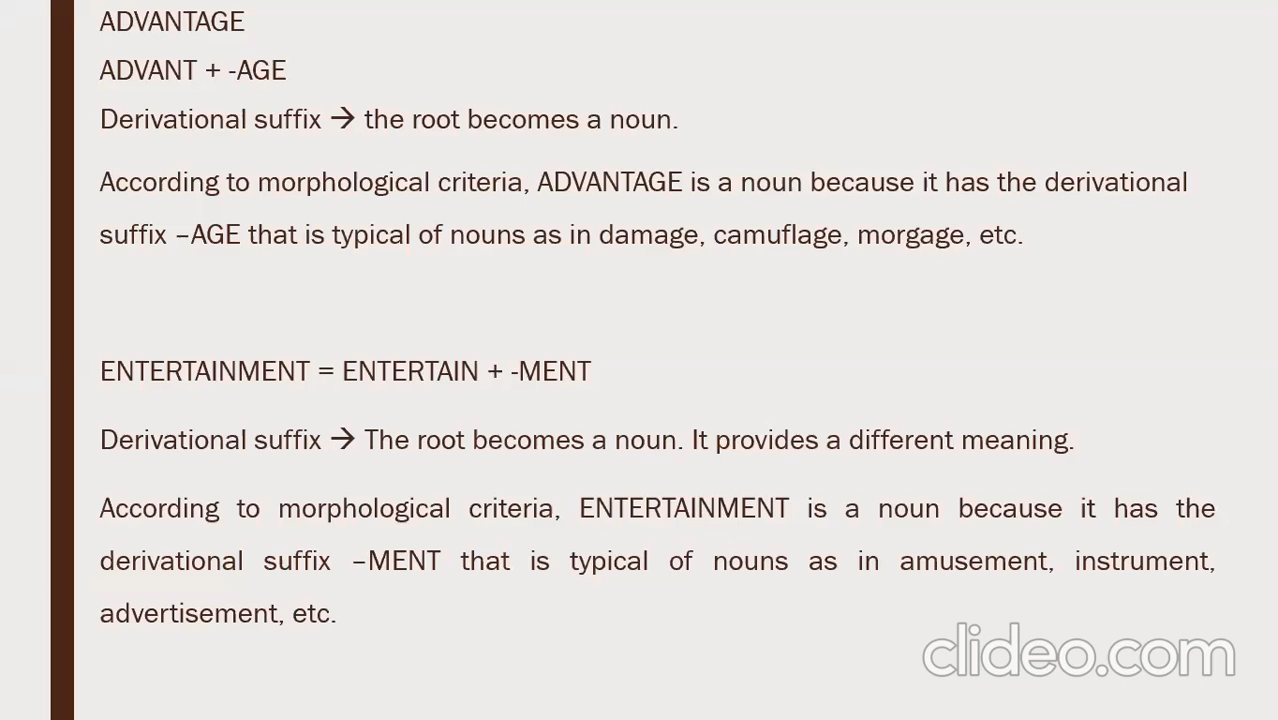 ADVANTAGE
ADVANT + -AGE
Derivational suffix → the root becomes a noun.
According to morphological criteria, ADVANTAGE is a noun because it has the derivational
suffix –AGE that is typical of nouns as in damage, camuflage, morgage, etc.
ENTERTAINMENT = ENTERTAIN + -MENT
Derivational suffix → The root becomes a noun. It provides a different meaning.
According to morphological criteria, ENTERTAINMENT is a noun because it has the
derivational suffix –MENT that is typical of nouns as in amusement, instrument,
advertisement, etc.
clideo.com